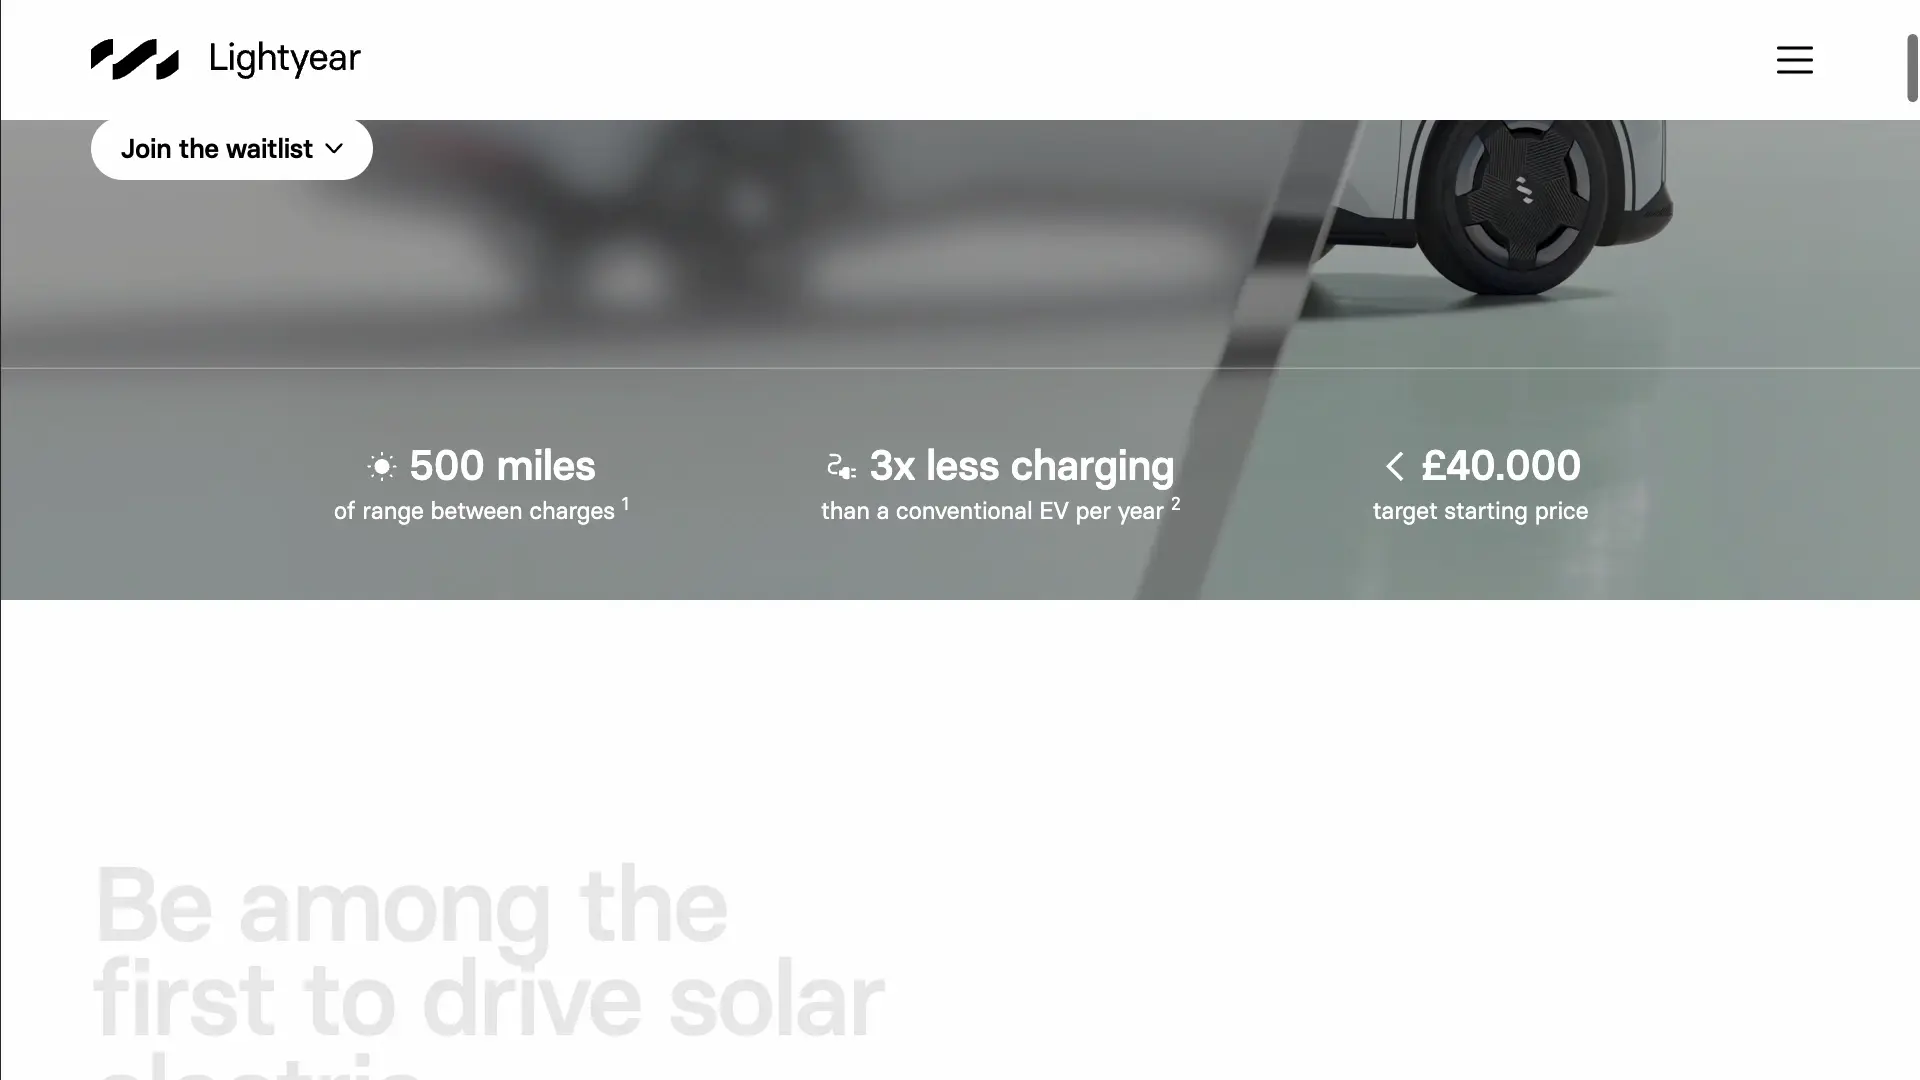 Lightyear
Join the waitlist
500 miles
of range between charges 1
3x less charging
than a conventional EV per year 2
< £40.000
target starting price
Be among the
first to drive solar
electric